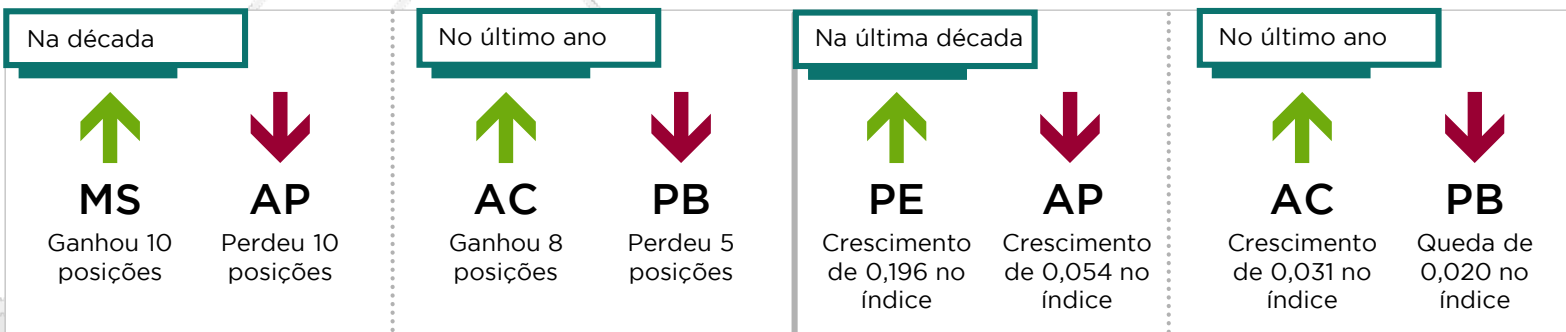 Na década
MS
Ganhou 10
posições
AP
Perdeu 10
posições
No último ano
AC
Ganhou 8
posições
PB
Perdeu 5
posições
Na última década
PE
Crescimento
de 0,196 no
índice
AP
Crescimento
de 0,054 no
índice
No último ano
AC
Crescimento
de 0,031 no
índice
PB
Queda de
0,020 no
índice